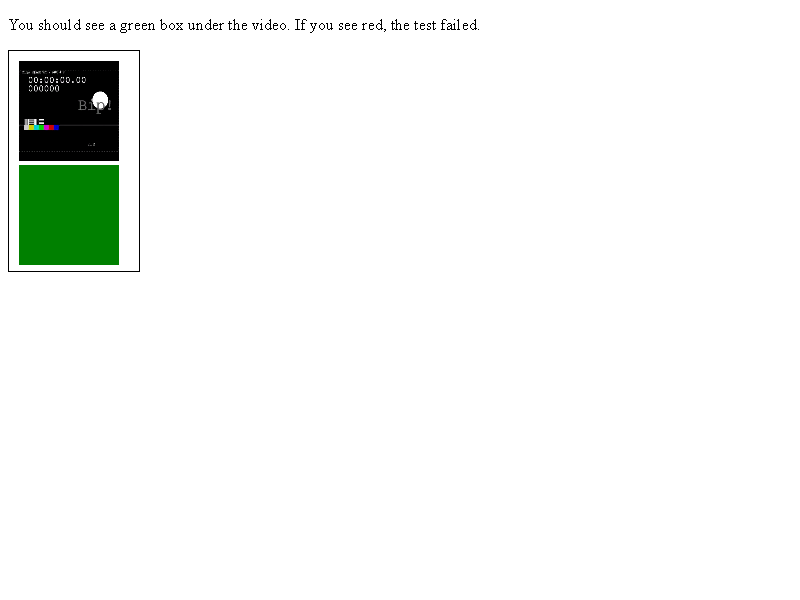 You should see a green box under the video. If you see red, the test failed.
00:00:00.00
000000
Bip!